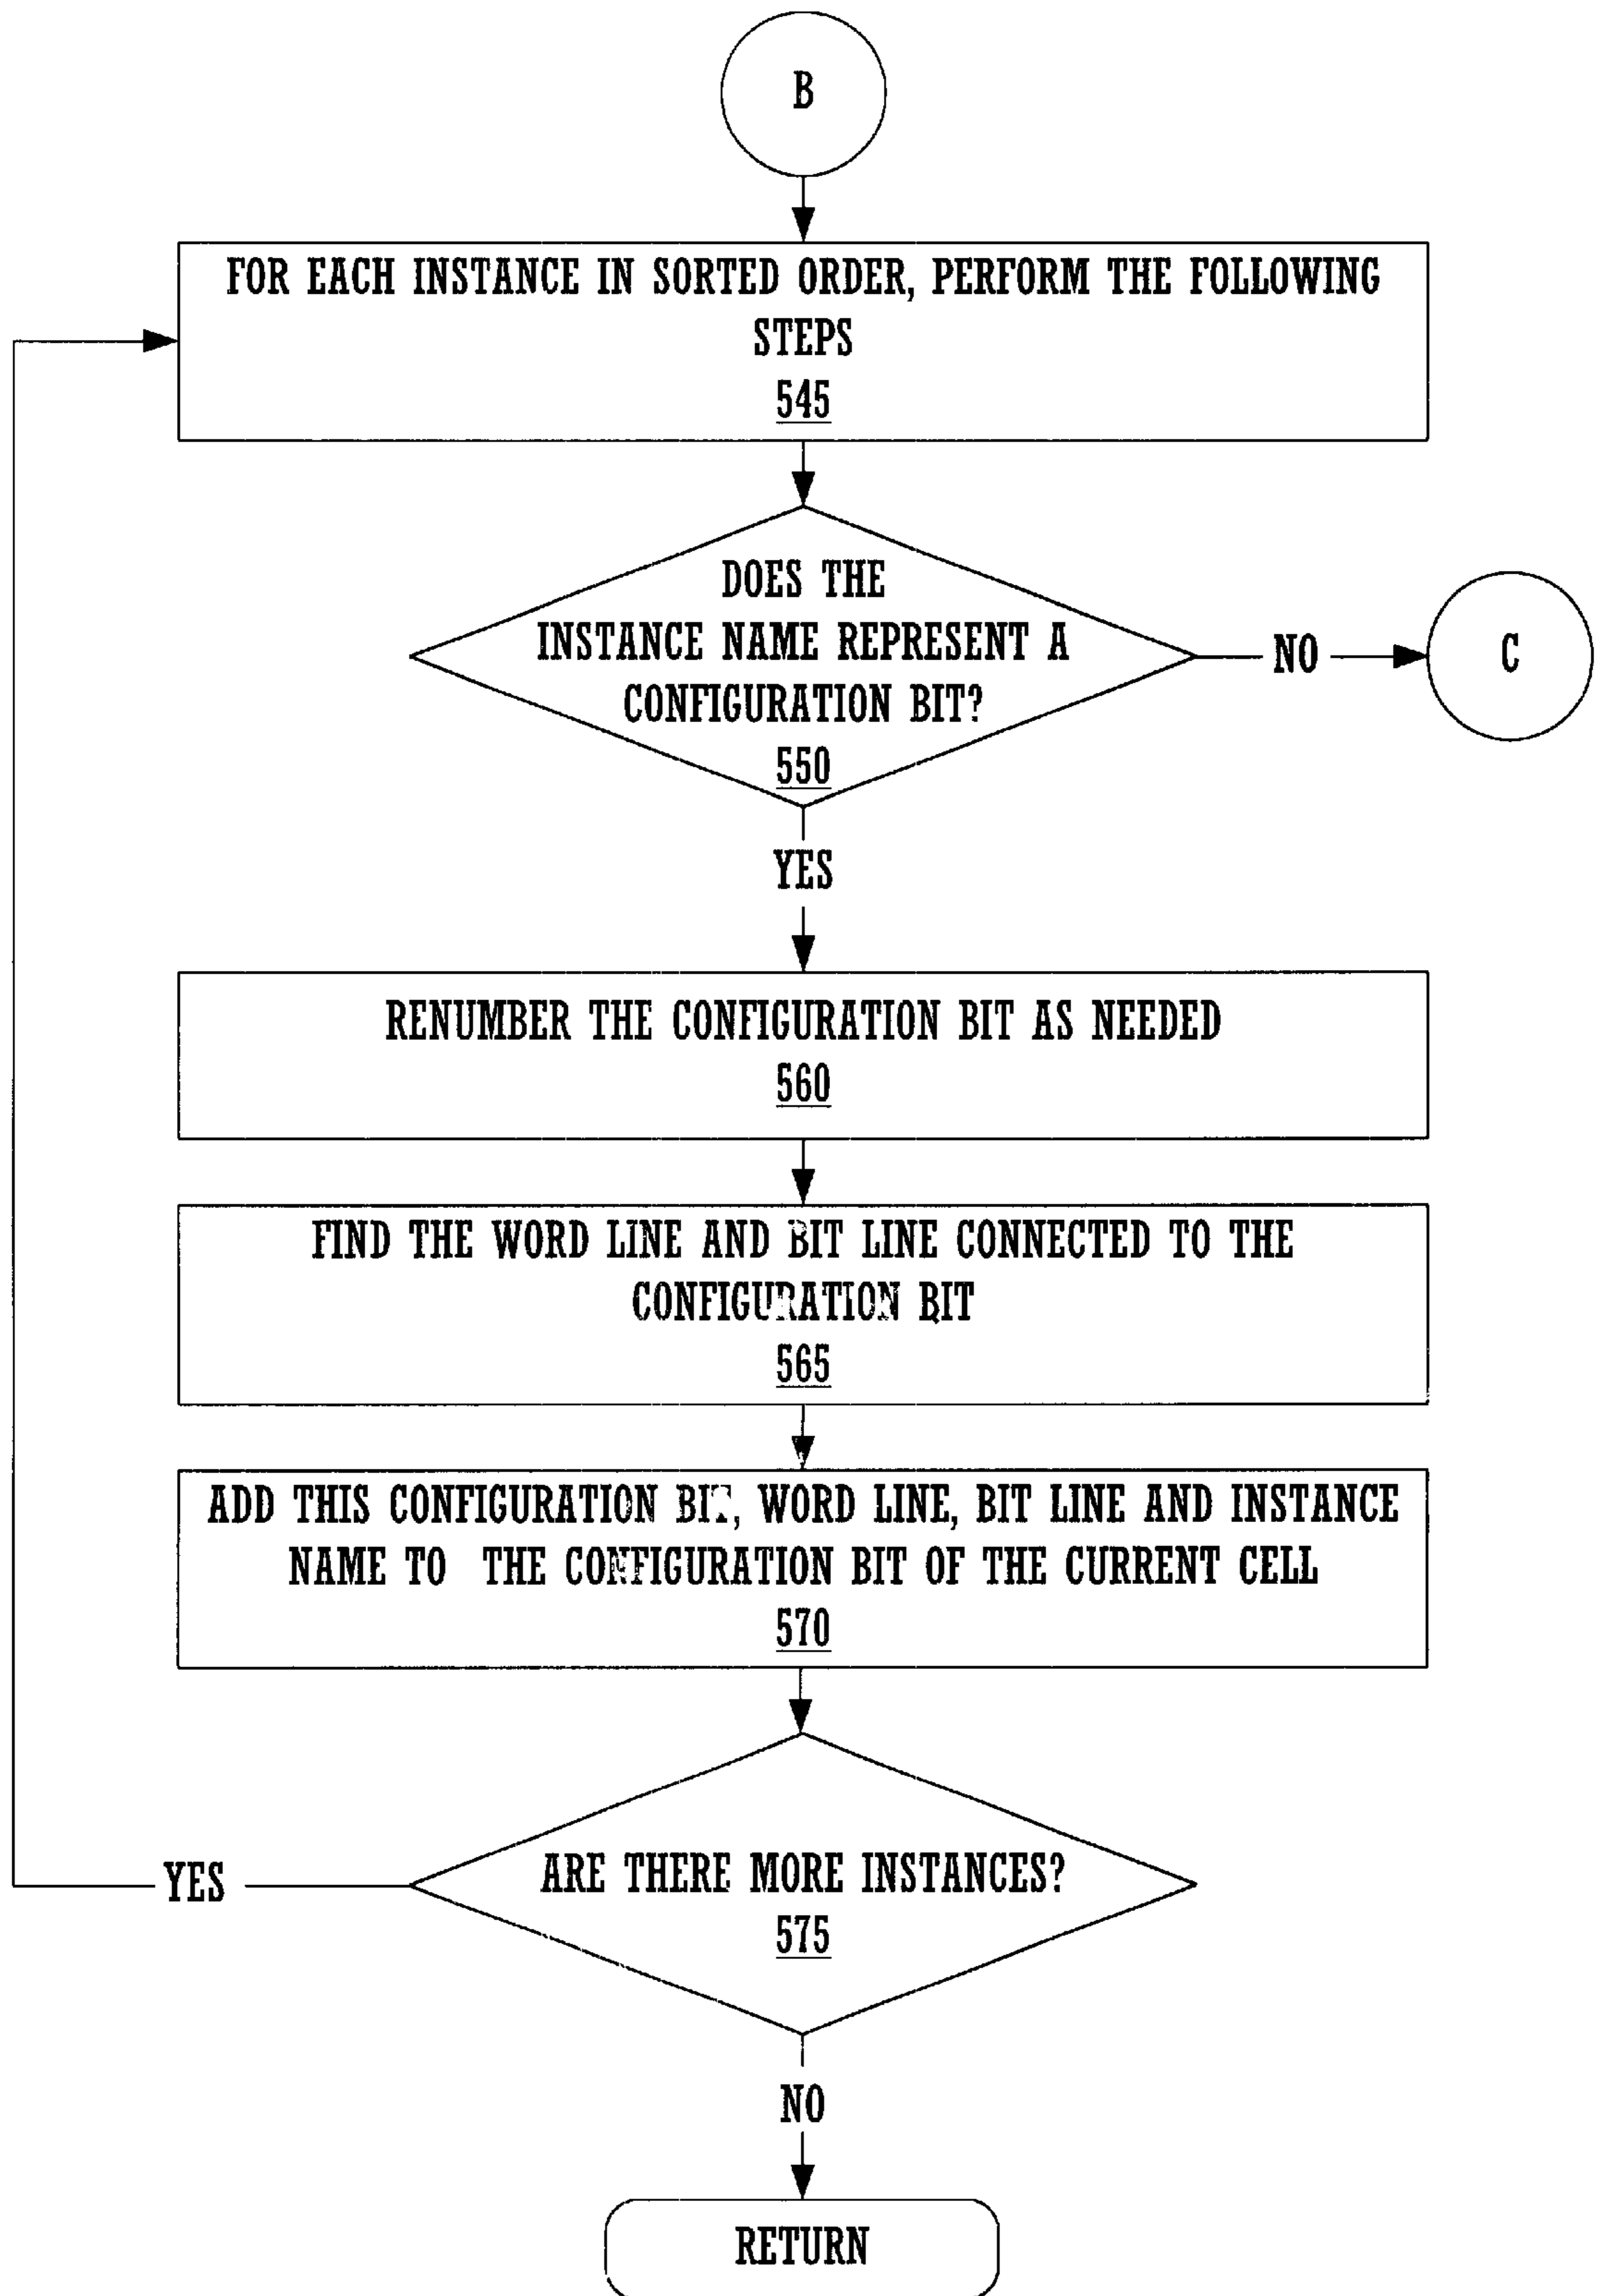 B
FOR EACH INSTANCE IN SORTED ORDER, PERFORM THE FOLLOWING
STEPS
545
DOES THE
INSTANCE NAME REPRESENT A
CONFIGURATION BIT?
550
NO
C
YES
RENUMBER THE CONFIGURATION BIT AS NEEDED
560
FIND THE WORD LINE AND BIT LINE CONNECTED TO THE
CONFIGURATION BIT
565
ADD THIS CONFIGURATION BIT, WORD LINE, BIT LINE AND INSTANCE
NAME TO THE CONFIGURATION BIT OF THE CURRENT CELL
570
ARE THERE MORE INSTANCES?
575
YES
NO
RETURN